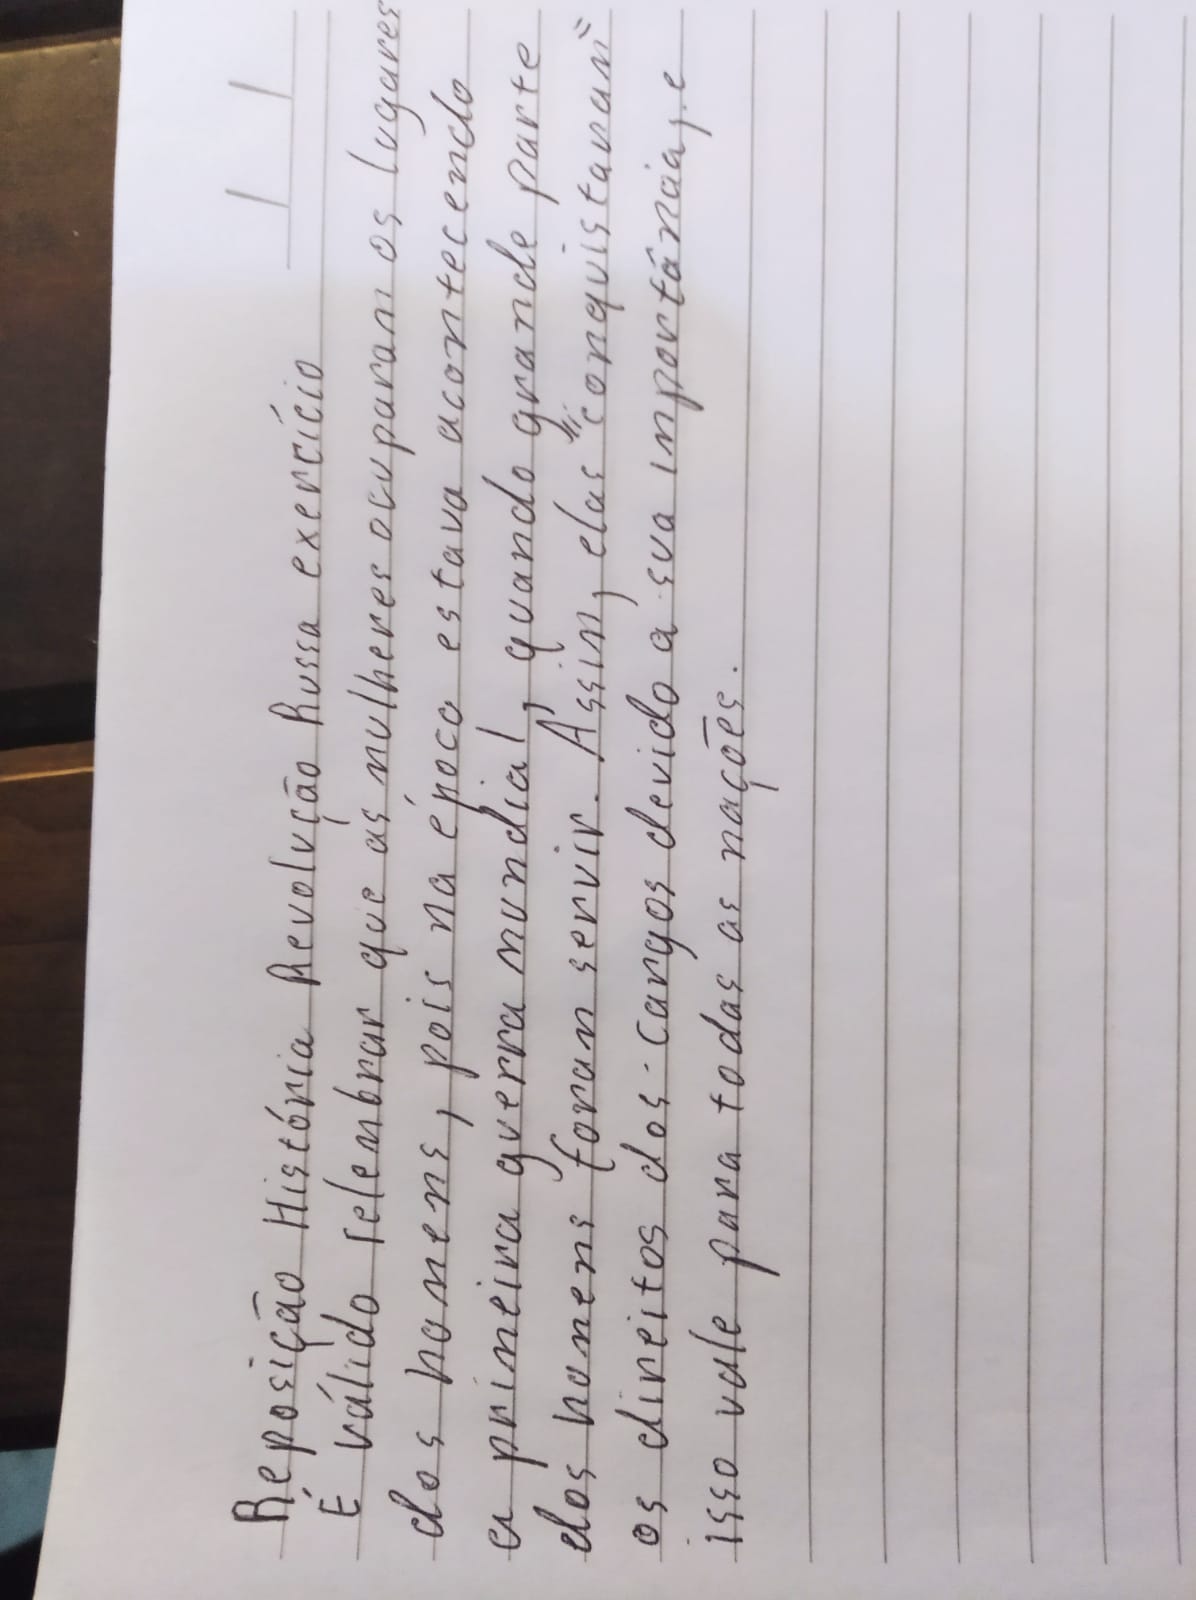 Reposição História Revolução Russa exercício
É válido relembrar que as mulheres ocuparam os lugares
dos homens, pois na época estava acontecendo
a primeira guerra mundial, quando grande parte
dos homens foram servir. Assim, elas "conquistaram"
os direitos dos cargos devido a sua importância, e
isso vale para todas as nações.